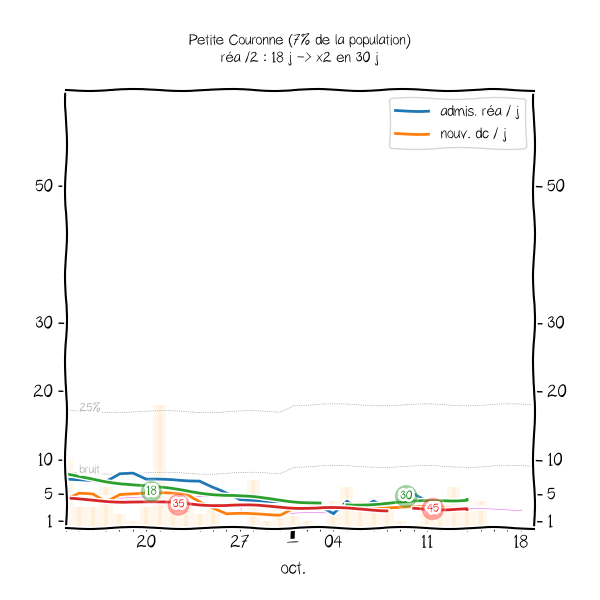 Petite Couronne (7% de la population)
réa /2 : 18 j -> x2 en 30 j
admis. réa / j
nouv. dc / j
50 50
30 30
20 20
25%
10 10
bruit
5 5
18 30
35 45
1 1
20 27 1 04 11 18
oct.